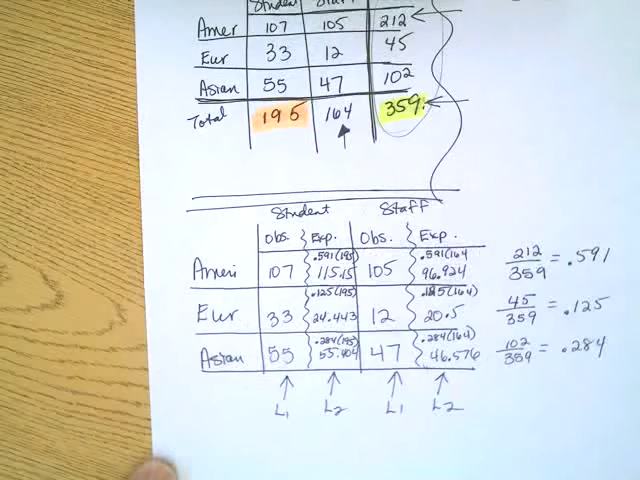 Student Staff
Amer 107 105 212
Eur 33 12 45
Asian 55 47 102
Total 195 164 359
Student Staff
Obs. Exp. Obs. Exp.
.591(195) .591(164
Ameri 107 115.15 105 96.924 212/359 = .591
.125(195) .125(164)
Eur 33 24.443 12 20.5 45/359 = .125
.284(195) .284(164)
Asian 55 55.404 47 46.576 102/359 = .284
L1 L2 L1 L2